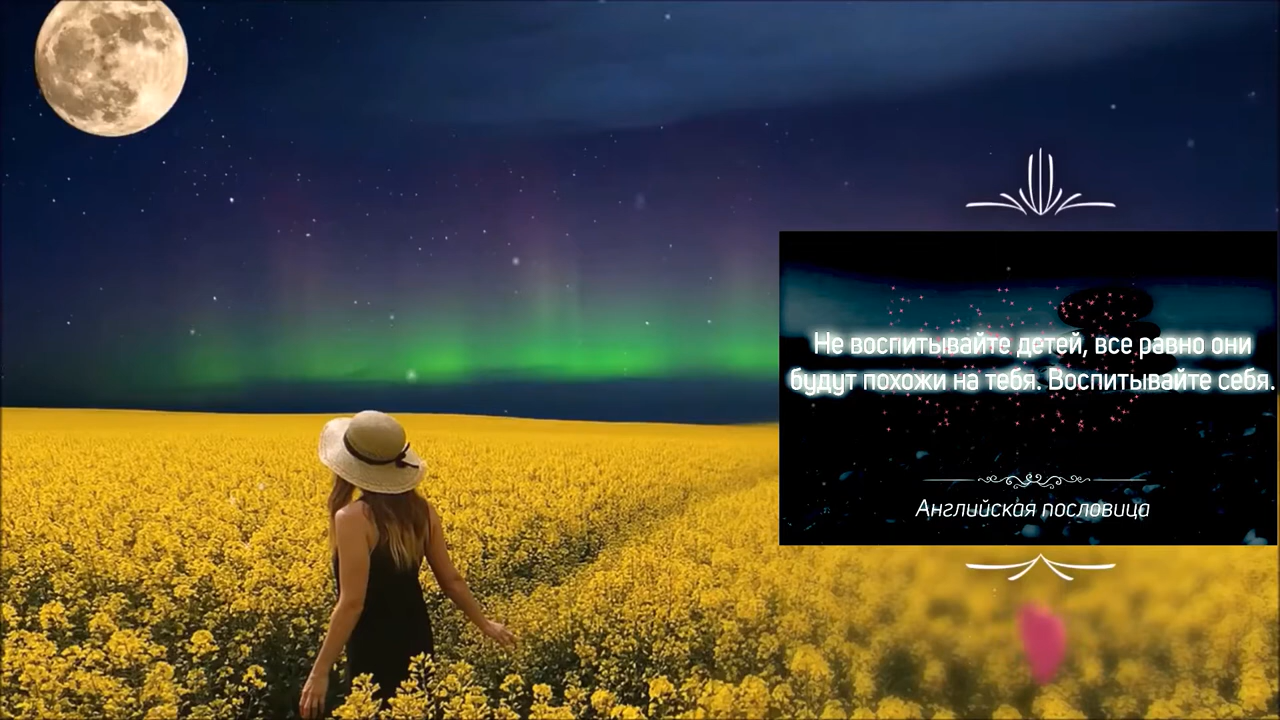 Не воспитывайте детей, все равно они
будут похожи на тебя. Воспитывайте себя.
Английская пословица